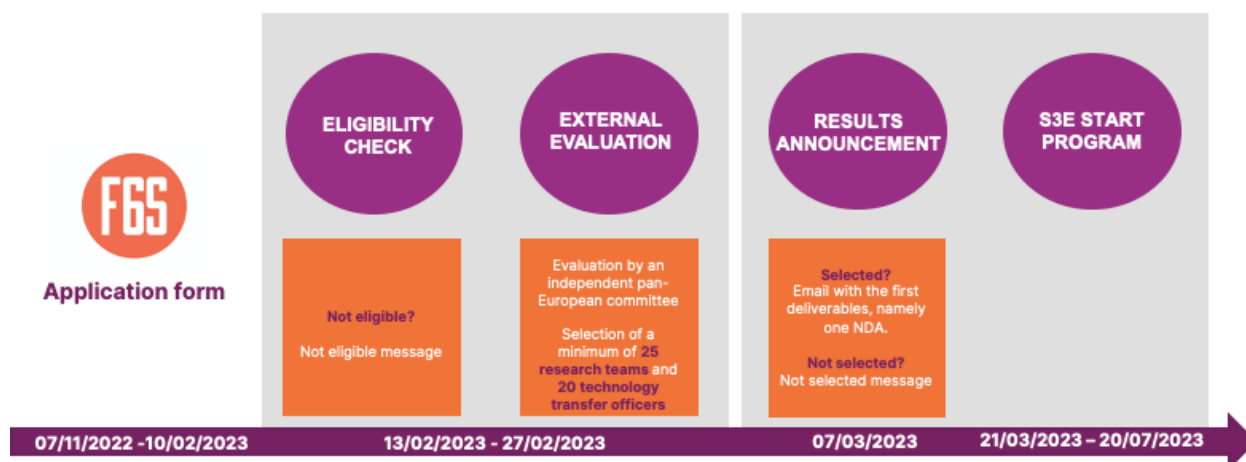 F6S
Application form
ELIGIBILITY
CHECK
Not eligible?
Not eligible message
EXTERNAL
EVALUATION
Evaluation by an
independent pan-
European committee
Selection of a
minimum of 25
research teams and
20 technology
transfer officers
RESULTS
ANNOUNCEMENT
Selected?
Email with the first
deliverables, namely
one NDA.
Not selected?
Not selected message
S3E START
PROGRAM
07/11/2022 -10/02/2023
13/02/2023 - 27/02/2023
07/03/2023
21/03/2023 – 20/07/2023